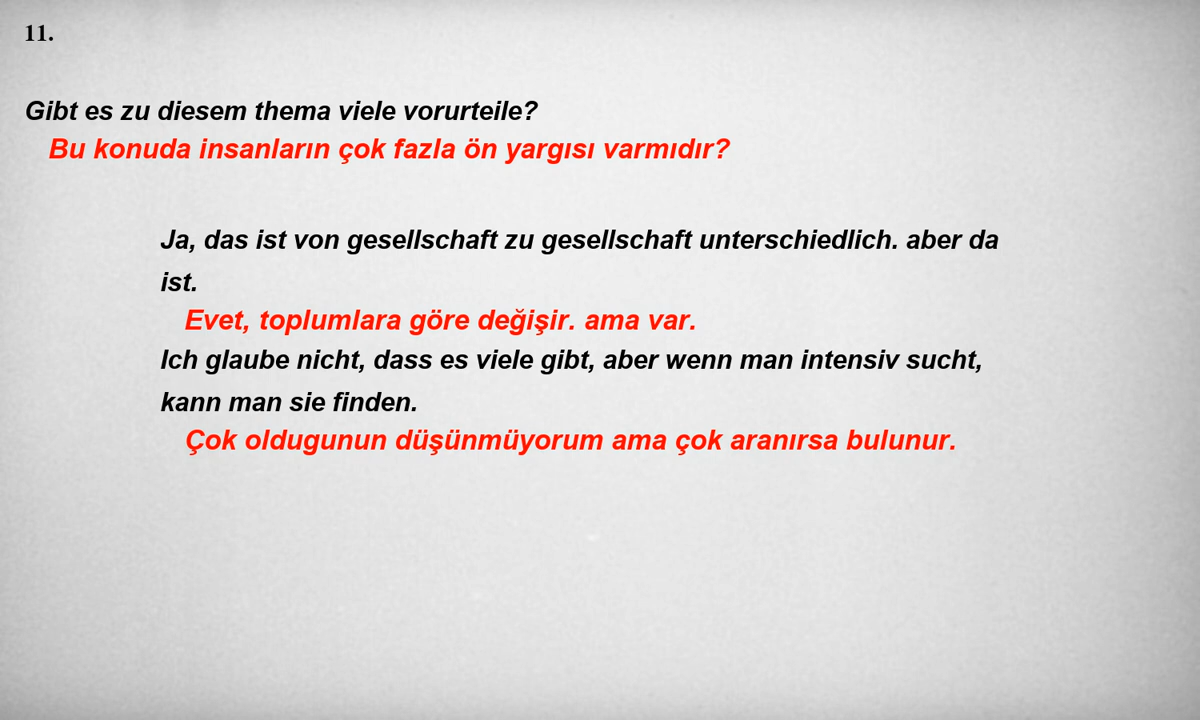 11.
Gibt es zu diesem thema viele vorurteile?
Bu konuda insanların çok fazla ön yargısı varmıdır?
Ja, das ist von gesellschaft zu gesellschaft unterschiedlich. aber da
ist.
Evet, toplumlara göre değişir. ama var.
Ich glaube nicht, dass es viele gibt, aber wenn man intensiv sucht,
kann man sie finden.
Çok oldugunun düşünmüyorum ama çok aranırsa bulunur.